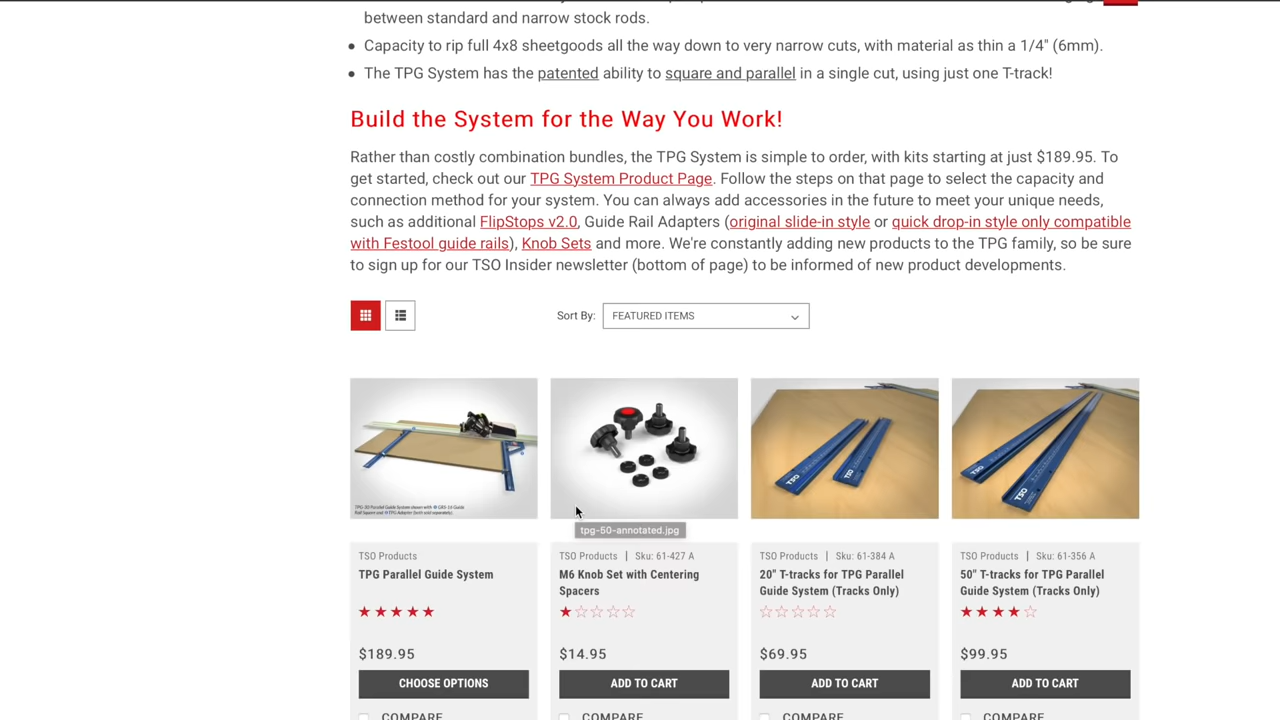 between standard and narrow stock rods.
Capacity to rip full 4x8 sheetgoods all the way down to very narrow cuts, with material as thin a 1/4" (6mm).
The TPG System has the patented ability to square and parallel in a single cut, using just one T-track!
Build the System for the Way You Work!
Rather than costly combination bundles, the TPG System is simple to order, with kits starting at just $189.95. To
get started, check out our TPG System Product Page. Follow the steps on that page to select the capacity and
connection method for your system. You can always add accessories in the future to meet your unique needs,
such as additional FlipStops v2.0, Guide Rail Adapters (original slide-in style or quick drop-in style only compatible
with Festool guide rails), Knob Sets and more. We're constantly adding new products to the TPG family, so be sure
to sign up for our TSO Insider newsletter (bottom of page) to be informed of new product developments.
Sort By: FEATURED ITEMS
TSO
TSO
TSO
TSO
tpg-50-annotated.jpg
TSO Products
TPG Parallel Guide System
$189.95
CHOOSE OPTIONS
COMPARE
TSO Products | Sku: 61-427 A
M6 Knob Set with Centering
Spacers
$14.95
ADD TO CART
COMPARE
TSO Products | Sku: 61-384 A
20" T-tracks for TPG Parallel
Guide System (Tracks Only)
$69.95
ADD TO CART
COMPARE
TSO Products | Sku: 61-356 A
50" T-tracks for TPG Parallel
Guide System (Tracks Only)
$99.95
ADD TO CART
COMPARE